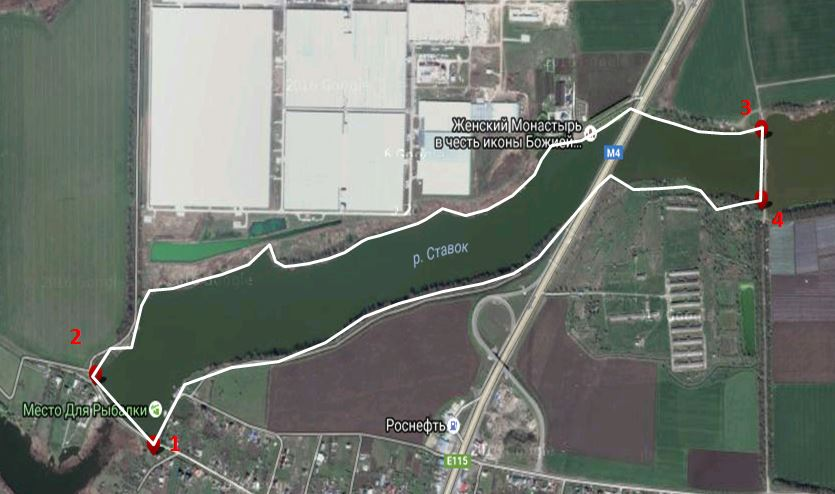 3
Женский Монастырь
в честь иконы Божией...
M4
4
р. Ставок
2
Место Для Рыбалки
1
Роснефть
E115